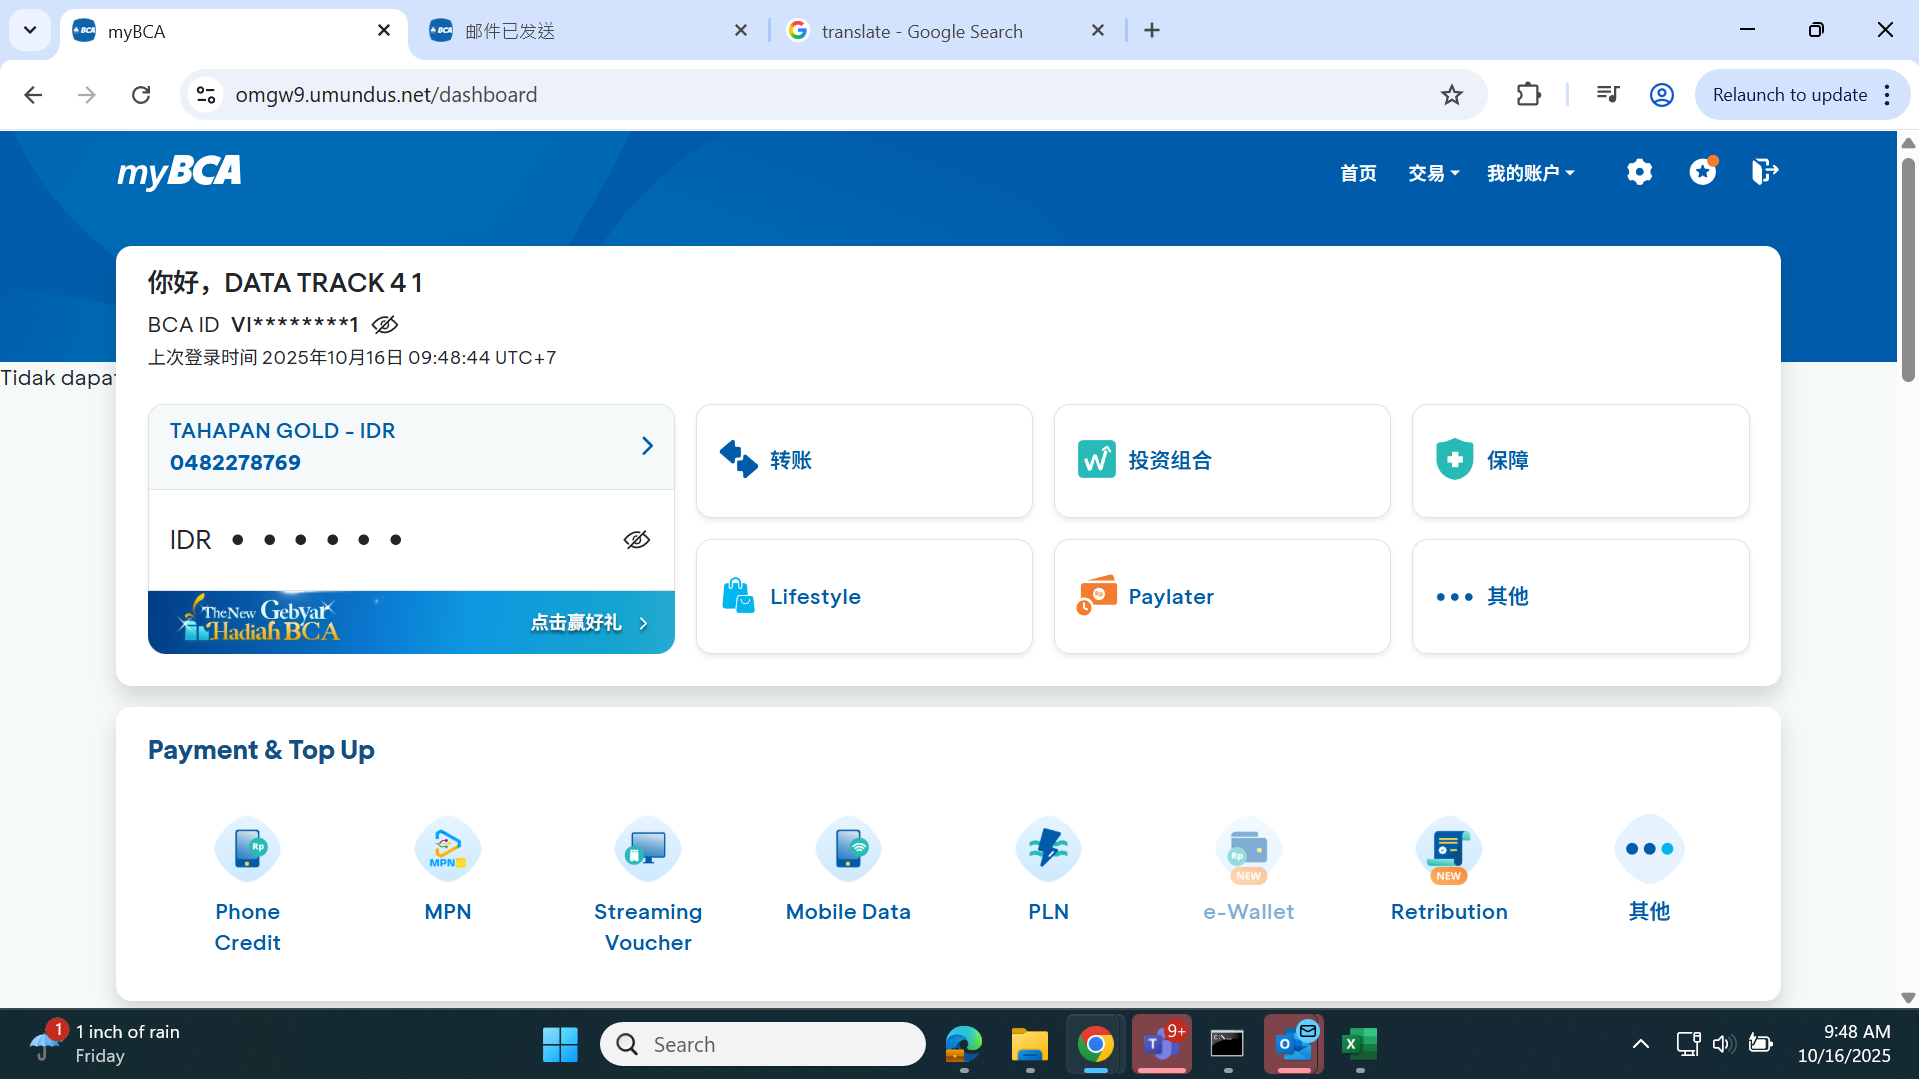 myBCA
邮件已发送
translate - Google Search
omgw9.umundus.net/dashboard
Relaunch to update
myBCA
首页
交易
我的账户
你好，DATA TRACK 4 1
BCA ID VI********1
上次登录时间 2025年10月16日 09:48:44 UTC+7
Tidak dapat
TAHAPAN GOLD - IDR
0482278769
IDR ● ● ● ● ● ●
The New Gebyar
Hadiah BCA
点击赢好礼
转账
投资组合
保障
Lifestyle
Rp
Paylater
其他
Payment & Top Up
Rp
Phone
Credit
MPN
MPN
Streaming
Voucher
Mobile Data
PLN
Rp
NEW
e-Wallet
NEW
Retribution
其他
1
1 inch of rain
Friday
Search
9+
9:48 AM
10/16/2025